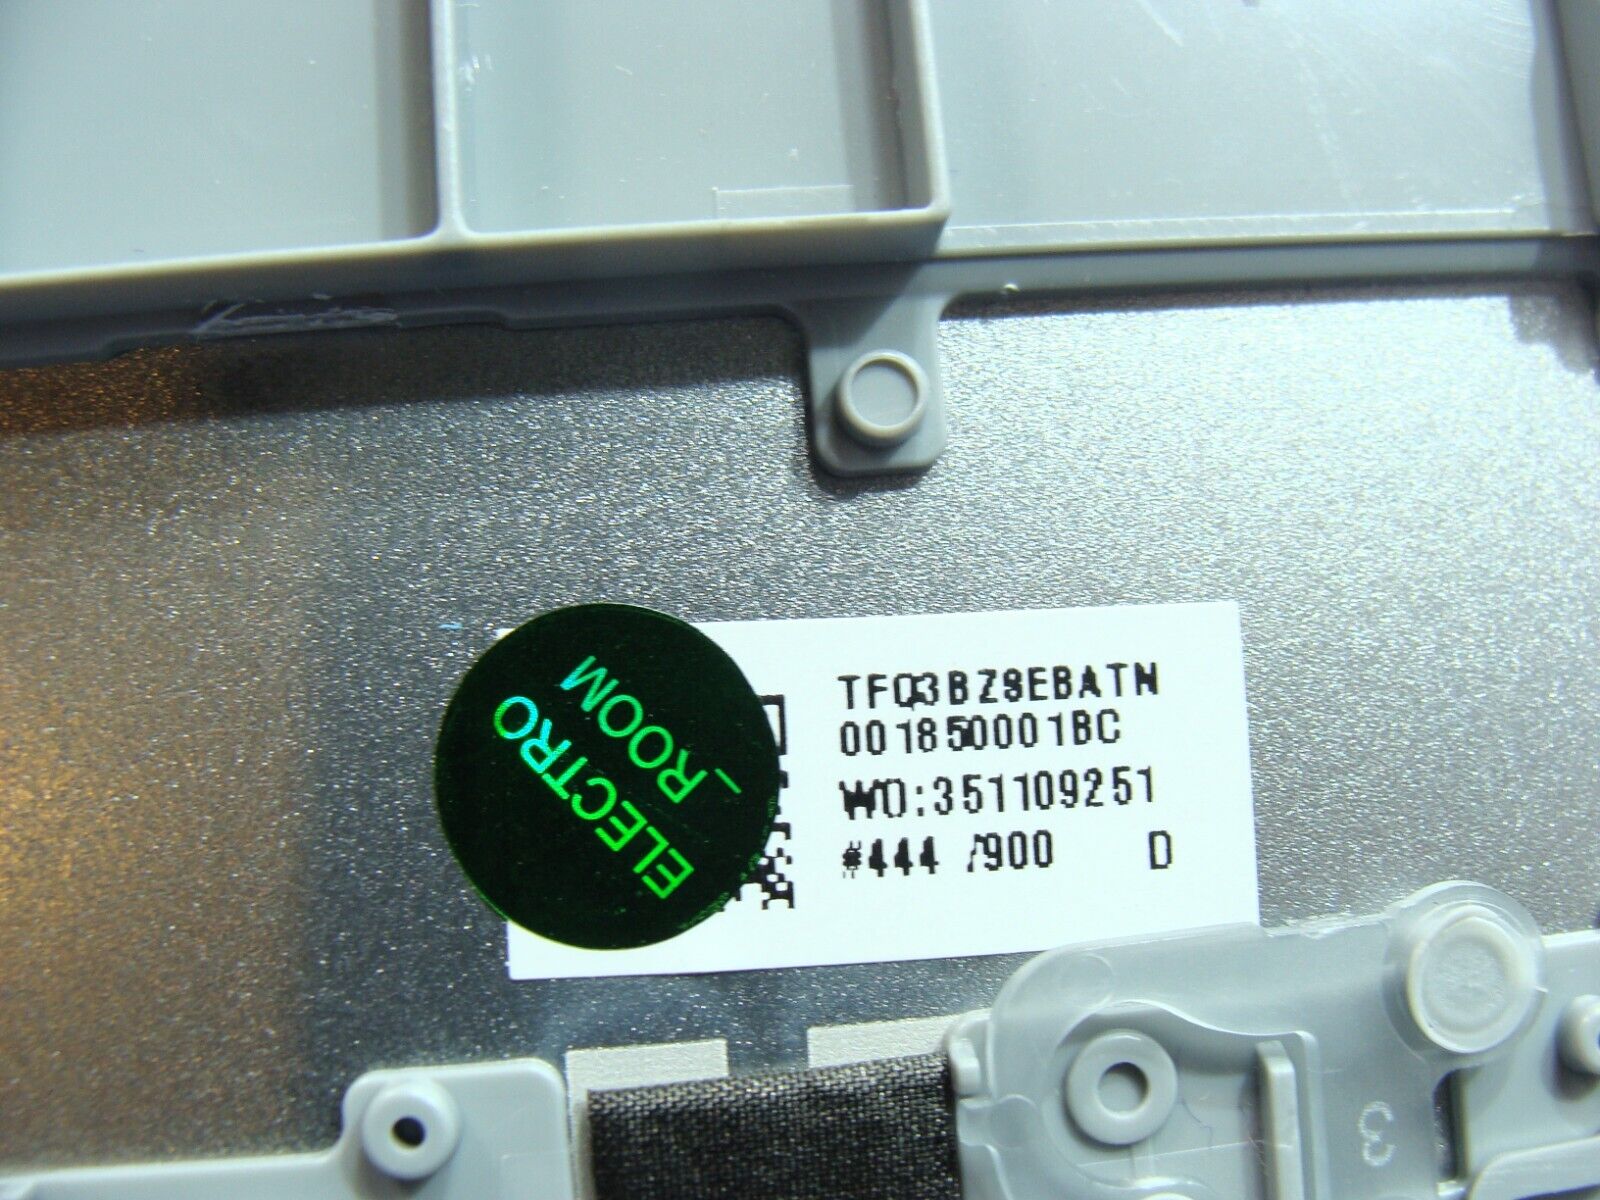 ELECTRO
_ROOM
TFQ3BZ8EBATN
001850001BC
WO:351109251
#444 /900 D
3